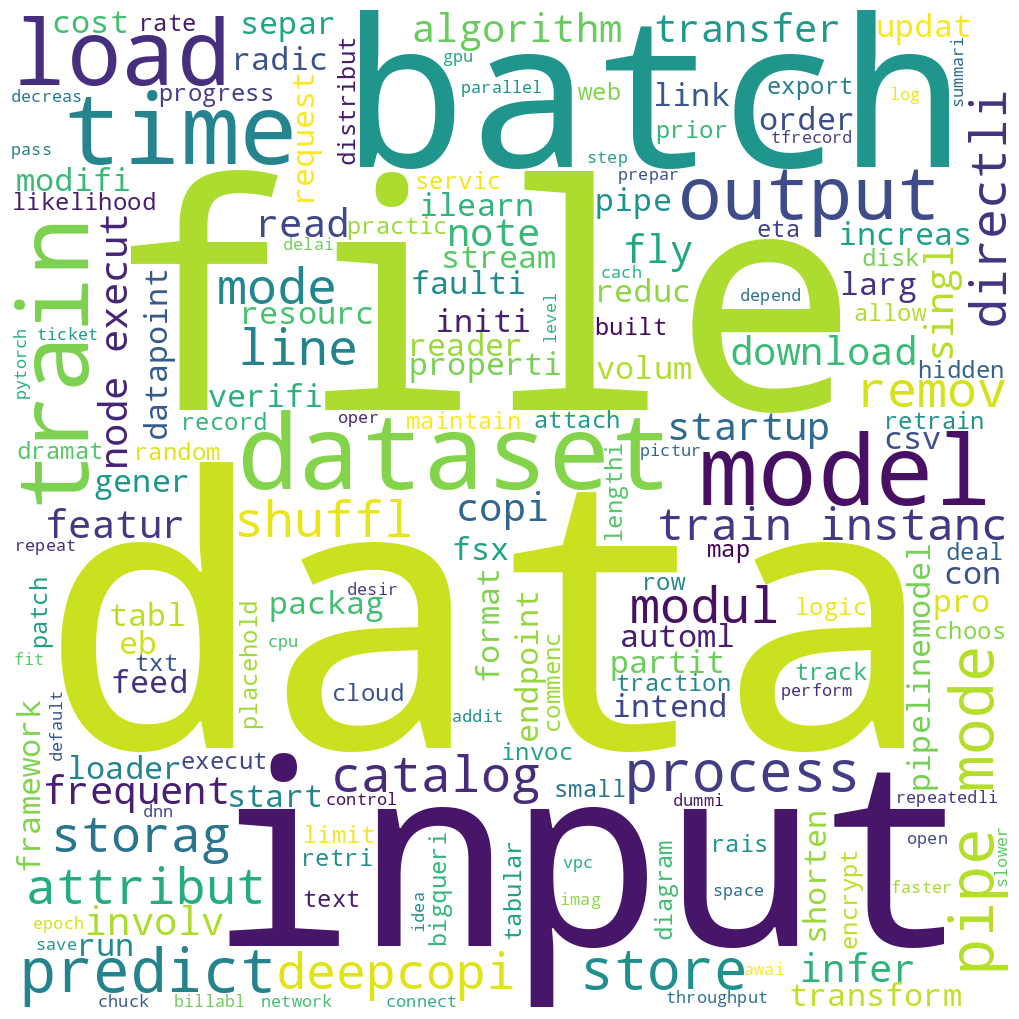 cost rate separ algorithm transfer updat
load radic gpu batch summari
decreas progress request distribut parallel web link export log
time prior order tfrecord directli
pass step
modifi servic pipe prepar output
likelihood file ilearn
read practic note fly eta increas
train node execut datapoint delai stream cach disk singl
mode faulti reduc depend larg
resourc initi level built allow
pytorch ticket line reader download hidden
properti volum
verifi remov
record oper maintain attach startup csv retrain
dramat random dataset pictur
gener lengthi model
featur shuffl copi train instanc
repeat fsx map deal
data row con
patch desir modul
tabl placehold packag format endpoint commenc logic pipelinemodel pro
eb automl choos
txt cpu partit
fit feed cloud traction track
default addit intend perform
framework invoc
loader execut catalog process mode
frequent start control small dummi repeatedli
dnn input
storag limit rais open
retri bigqueri tabular diagram shorten encrypt pipe slower
attribut text idea vpc space faster
imag
epoch involv
save run
predict deepcopi store awai infer
chuck billabl network connect throughput transform